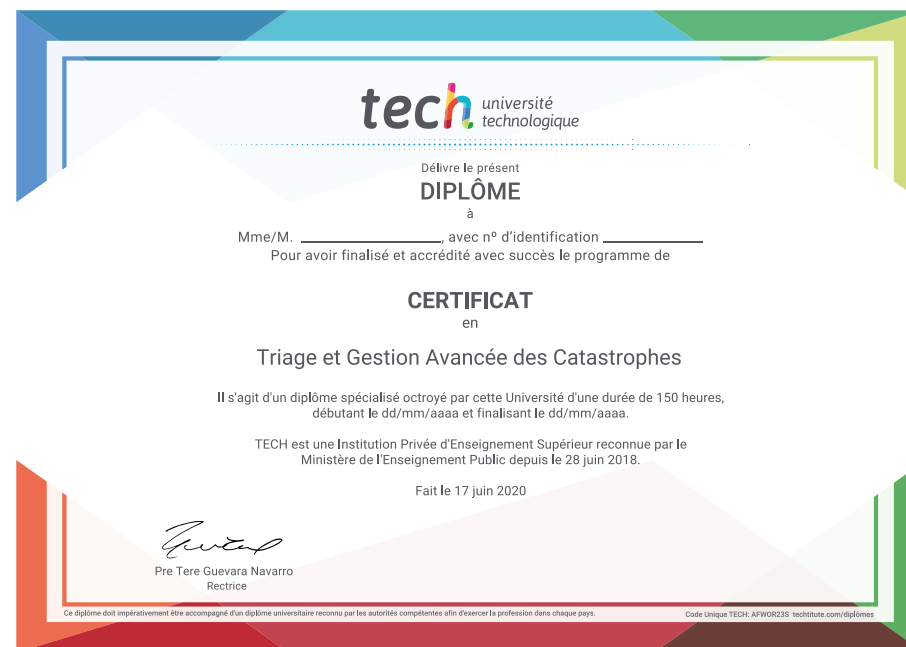 tech université
technologique
Délivre le présent
DIPLÔME
à
Mme/M. ____________________, avec nº d'identification ______________
Pour avoir finalisé et accrédité avec succès le programme de
CERTIFICAT
en
Triage et Gestion Avancée des Catastrophes
Il s'agit d'un diplôme spécialisé octroyé par cette Université d'une durée de 150 heures,
débutant le dd/mm/aaaa et finalisant le dd/mm/aaaa.
TECH est une Institution Privée d'Enseignement Supérieur reconnue par le
Ministère de l'Enseignement Public depuis le 28 juin 2018.
Fait le 17 juin 2020
Pre Tere Guevara Navarro
Rectrice
Ce diplôme doit impérativement être accompagné d'un diplôme universitaire reconnu par les autorités compétentes afin d'exercer la profession dans chaque pays.
Code Unique TECH: AFWOR23S techtitute.com/diplômes